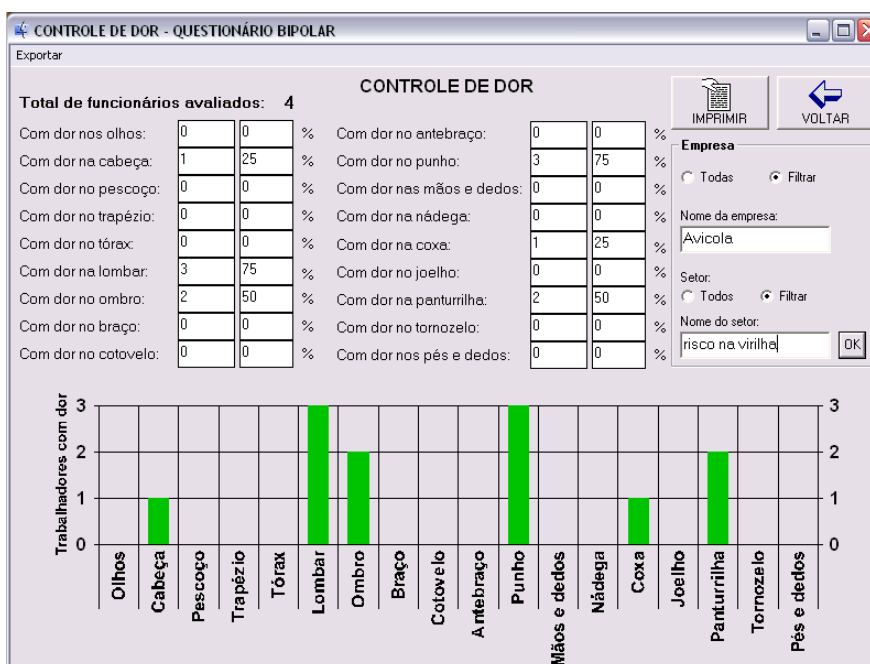 CONTROLE DE DOR - QUESTIONÁRIO BIPOLAR
Exportar
CONTROLE DE DOR
Total de funcionários avaliados: 4
Com dor nos olhos: 0 0 %
Com dor na cabeça: 1 25 %
Com dor no pescoço: 0 0 %
Com dor no trapézio: 0 0 %
Com dor no tórax: 0 0 %
Com dor na lombar: 3 75 %
Com dor no ombro: 2 50 %
Com dor no braço: 0 0 %
Com dor no cotovelo: 0 0 %
Com dor no antebraço: 0 0 %
Com dor no punho: 3 75 %
Com dor nas mãos e dedos: 0 0 %
Com dor na nádega: 0 0 %
Com dor na coxa: 1 25 %
Com dor no joelho: 0 0 %
Com dor na panturrilha: 2 50 %
Com dor no tornozelo: 0 0 %
Com dor nos pés e dedos: 0 0 %
IMPRIMIR
VOLTAR
Empresa
Todas Filtrar
Nome da empresa:
Avicola
Setor:
Todos Filtrar
Nome do setor:
risco na virilha OK
Trabalhadores com dor
3 3
2 2
1 1
0 0
Olhos
Cabeça
Pescoço
Trapézio
Tórax
Lombar
Ombro
Braço
Cotovelo
Antebraço
Punho
Mãos e dedos
Nádega
Coxa
Joelho
Panturrilha
Tornozelo
Pés e dedos